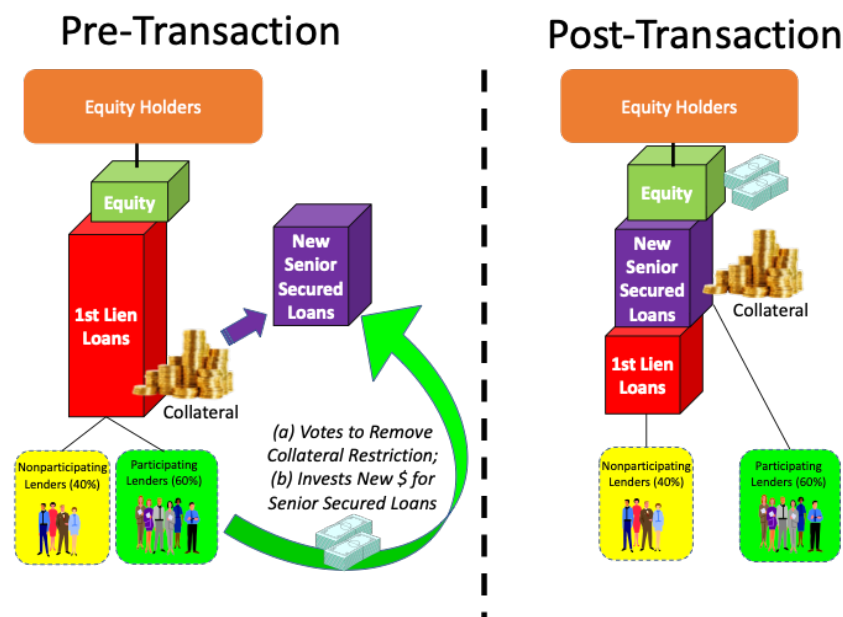 Pre-Transaction
Equity Holders
Equity
1st Lien
Loans
New
Senior
Secured
Loans
Collateral
(a) Votes to Remove
Collateral Restriction;
(b) Invests New $ for
Senior Secured Loans
Nonparticipating
Lenders (40%)
Participating
Lenders (60%)
Post-Transaction
Equity Holders
Equity
New
Senior
Secured
Loans
Collateral
1st Lien
Loans
Nonparticipating
Lenders (40%)
Participating
Lenders (60%)